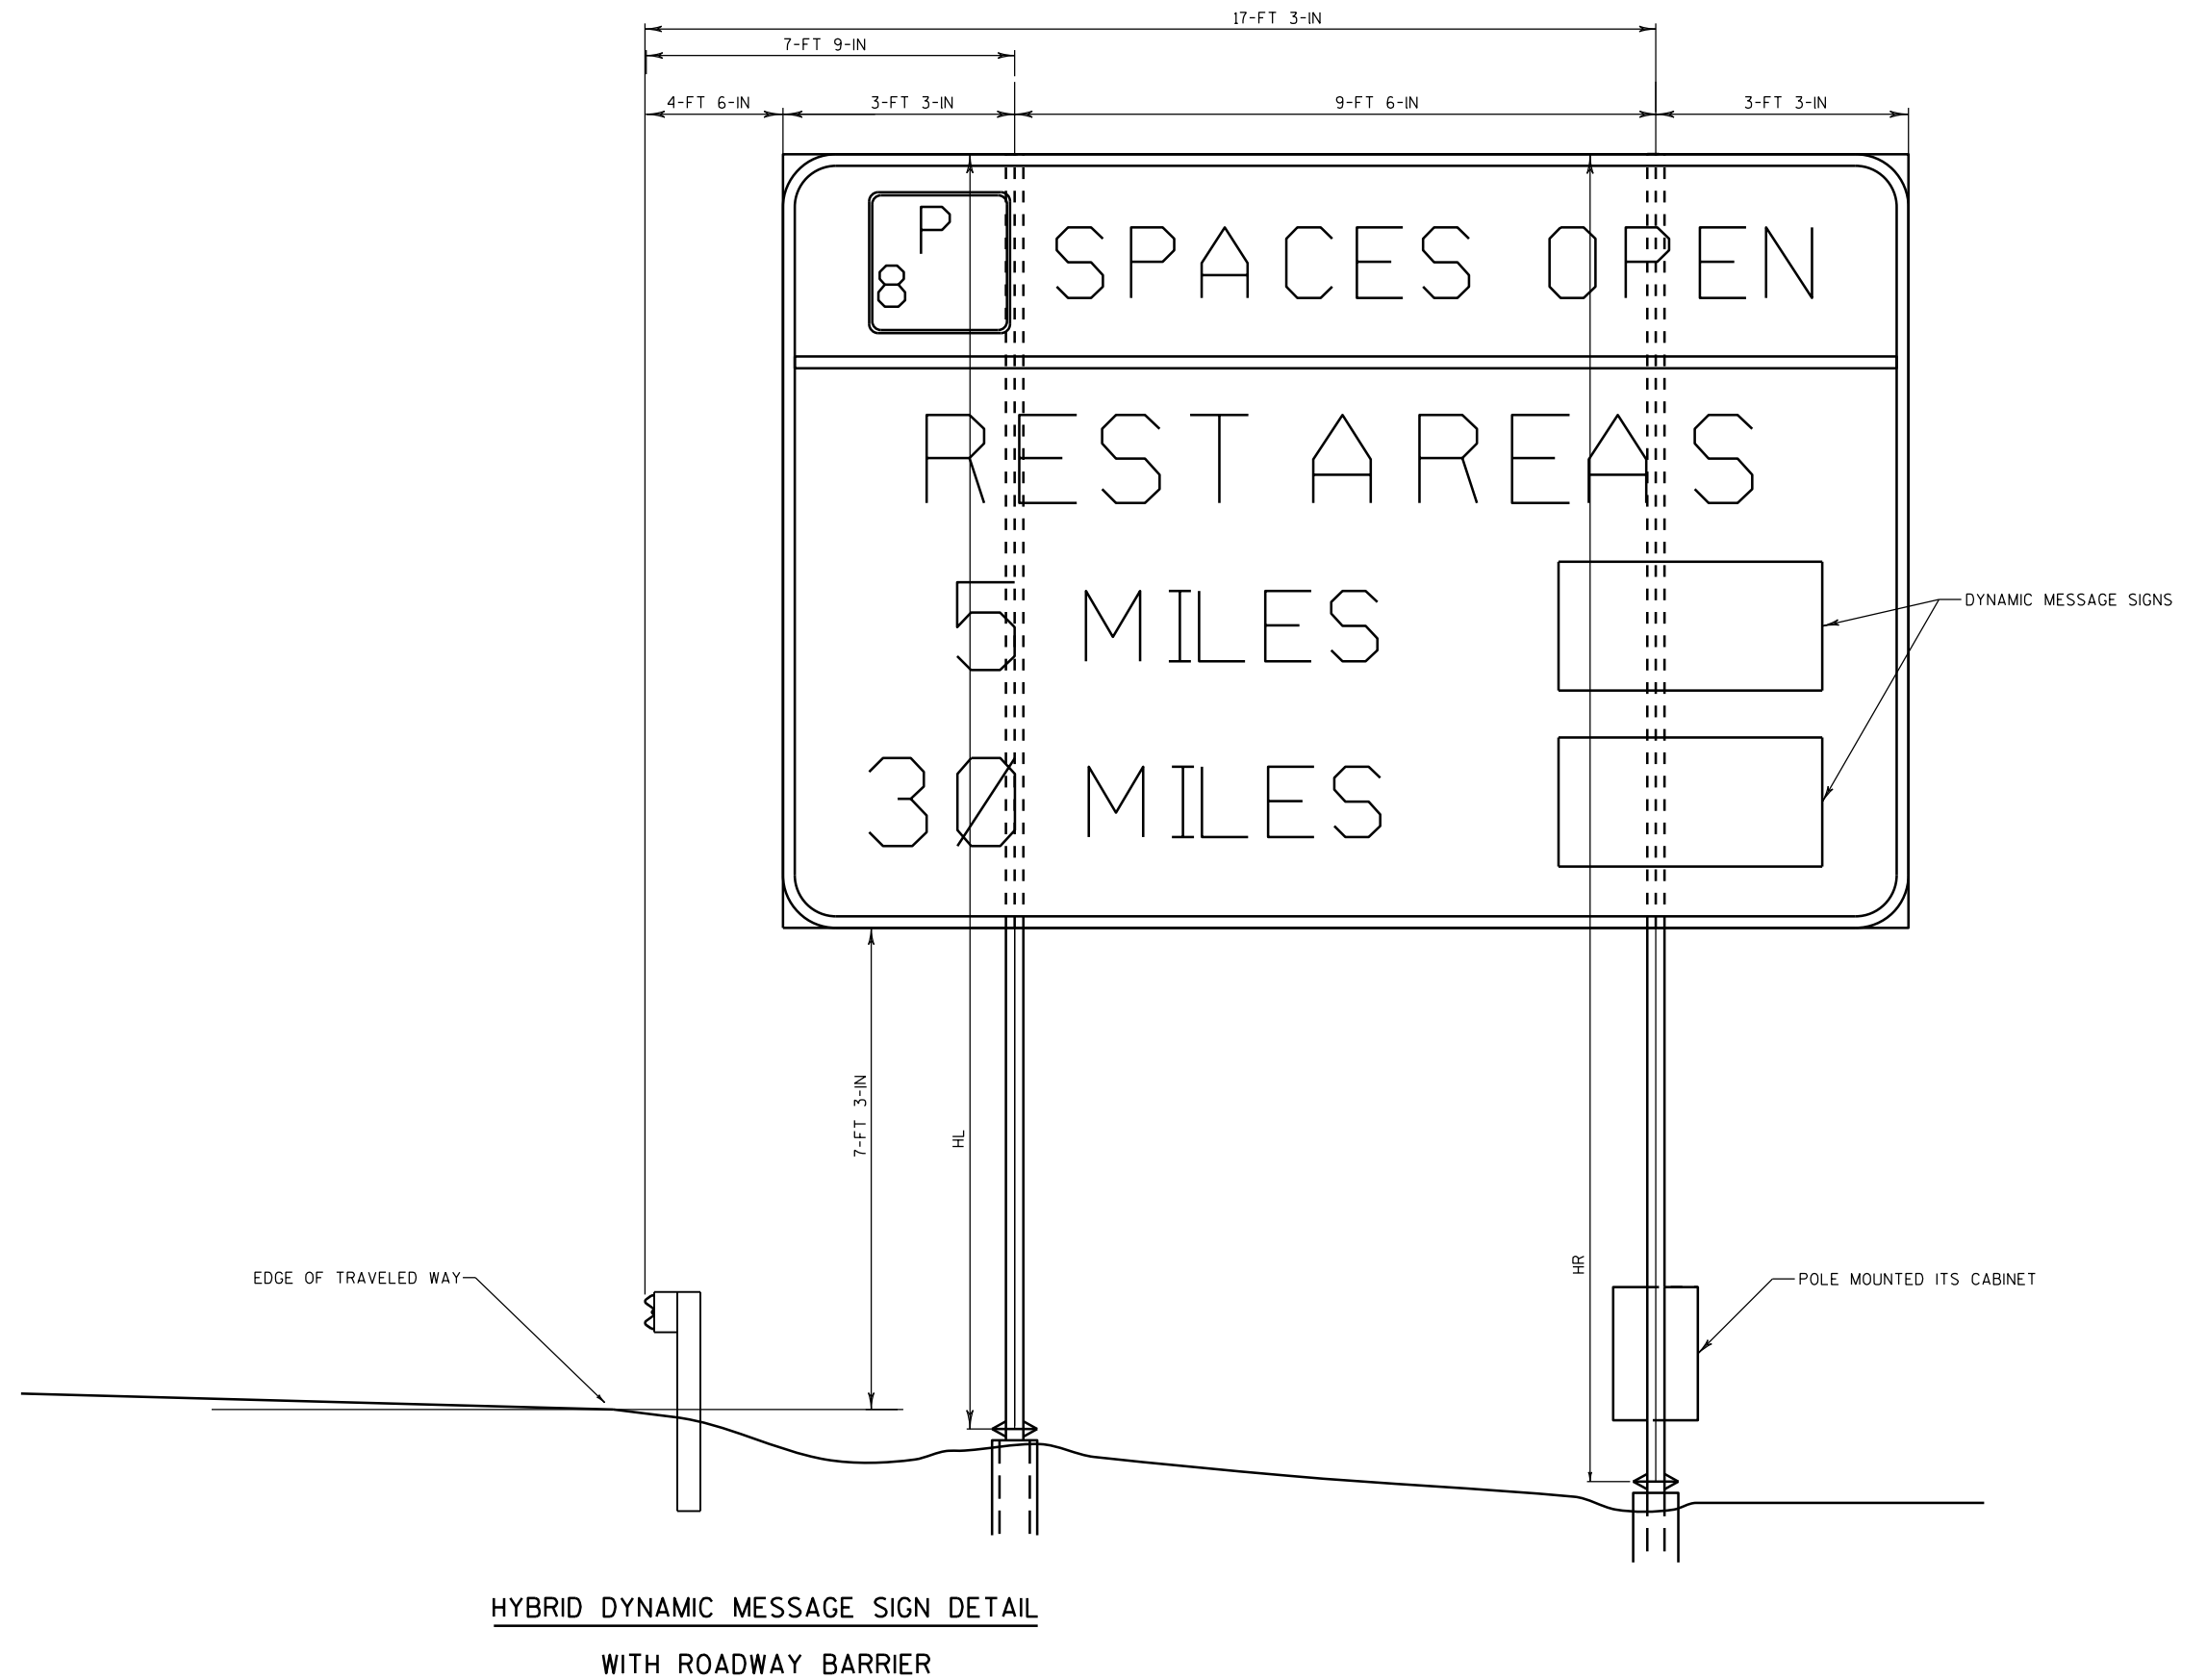 17-FT 3-IN
7-FT 9-IN
4-FT 6-IN 3-FT 3-IN 9-FT 6-IN 3-FT 3-IN
P
8
SPACES OPEN
REST AREAS
5 MILES
30 MILES
DYNAMIC MESSAGE SIGNS
7-FT 3-IN
HL
HR
EDGE OF TRAVELED WAY
POLE MOUNTED ITS CABINET
HYBRID DYNAMIC MESSAGE SIGN DETAIL
WITH ROADWAY BARRIER